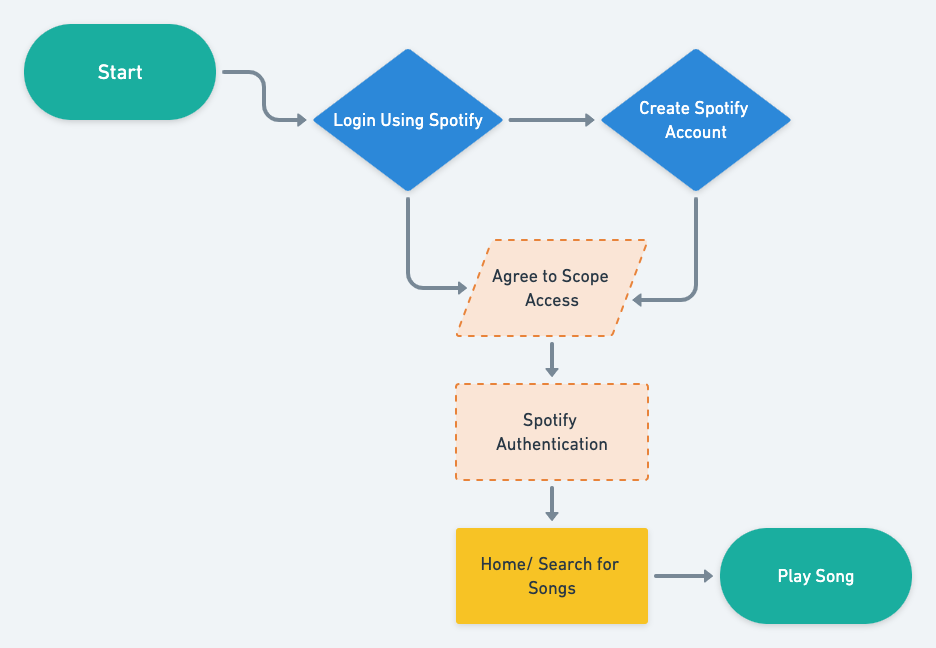 Start
Login Using Spotify
Create Spotify
Account
Agree to Scope
Access
Spotify
Authentication
Home/ Search for
Songs
Play Song